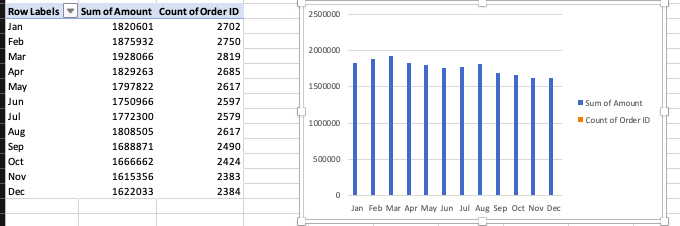 Row Labels Sum of Amount Count of Order ID
Jan 1820601 2702
Feb 1875932 2750
Mar 1928066 2819
Apr 1829263 2685
May 1797822 2617
Jun 1750966 2597
Jul 1772300 2579
Aug 1808505 2617
Sep 1688871 2490
Oct 1666662 2424
Nov 1615356 2383
Dec 1622033 2384
2500000
2000000
1500000
1000000
500000
0
Jan Feb Mar Apr May Jun Jul Aug Sep Oct Nov Dec
Sum of Amount
Count of Order ID